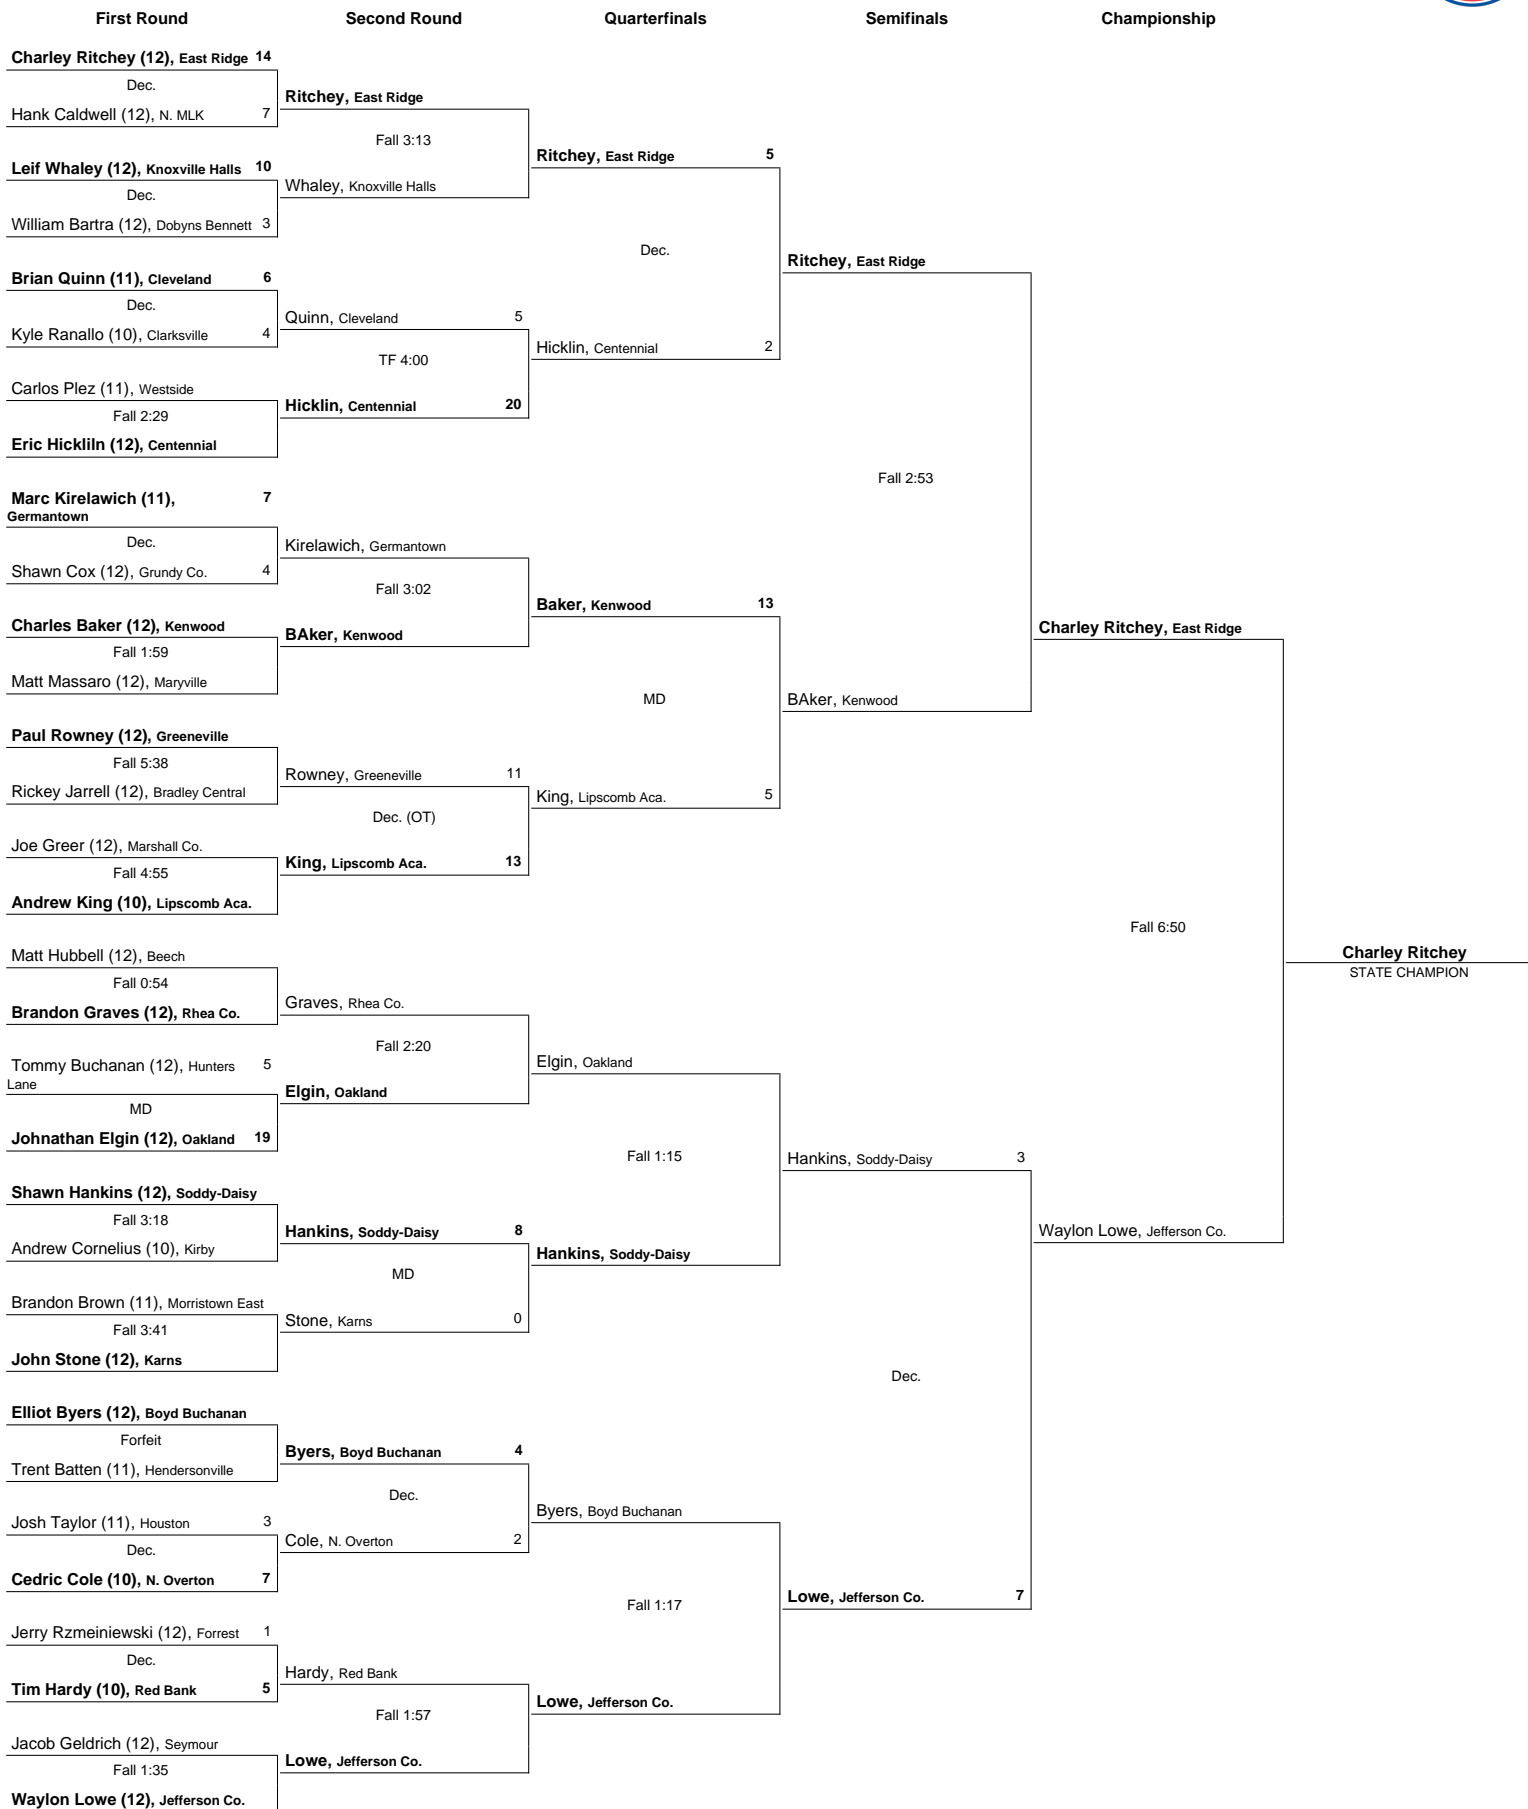 First Round Second Round Quarterfinals Semifinals Championship
Charley Ritchey (12), East Ridge 14
Dec.
Hank Caldwell (12), N. MLK 7
Leif Whaley (12), Knoxville Halls 10
Dec.
William Bartra (12), Dobyns Bennett 3
Brian Quinn (11), Cleveland 6
Dec.
Kyle Ranallo (10), Clarksville 4
Carlos Plez (11), Westside
Fall 2:29
Eric Hickliln (12), Centennial
Marc Kirelawich (11), 7
Germantown
Dec.
Shawn Cox (12), Grundy Co. 4
Charles Baker (12), Kenwood
Fall 1:59
Matt Massaro (12), Maryville
Paul Rowney (12), Greeneville
Fall 5:38
Rickey Jarrell (12), Bradley Central
Joe Greer (12), Marshall Co.
Fall 4:55
Andrew King (10), Lipscomb Aca.
Matt Hubbell (12), Beech
Fall 0:54
Brandon Graves (12), Rhea Co.
Tommy Buchanan (12), Hunters 5
Lane
MD
Johnathan Elgin (12), Oakland 19
Shawn Hankins (12), Soddy-Daisy
Fall 3:18
Andrew Cornelius (10), Kirby
Brandon Brown (11), Morristown East
Fall 3:41
John Stone (12), Karns
Elliot Byers (12), Boyd Buchanan
Forfeit
Trent Batten (11), Hendersonville
Josh Taylor (11), Houston 3
Dec.
Cedric Cole (10), N. Overton 7
Jerry Rzmeiniewski (12), Forrest 1
Dec.
Tim Hardy (10), Red Bank 5
Jacob Geldrich (12), Seymour
Fall 1:35
Waylon Lowe (12), Jefferson Co.
Ritchey, East Ridge
Fall 3:13
Whaley, Knoxville Halls
Quinn, Cleveland 5
TF 4:00
Hicklin, Centennial 20
Kirelawich, Germantown
Fall 3:02
BAker, Kenwood
Rowney, Greeneville 11
Dec. (OT)
King, Lipscomb Aca. 13
Graves, Rhea Co.
Fall 2:20
Elgin, Oakland
Hankins, Soddy-Daisy 8
MD
Stone, Karns 0
Byers, Boyd Buchanan 4
Dec.
Cole, N. Overton 2
Hardy, Red Bank
Fall 1:57
Lowe, Jefferson Co.
Ritchey, East Ridge 5
Dec.
Hicklin, Centennial 2
Baker, Kenwood 13
MD
King, Lipscomb Aca. 5
Elgin, Oakland
Fall 1:15
Hankins, Soddy-Daisy
Byers, Boyd Buchanan
Fall 1:17
Lowe, Jefferson Co.
Ritchey, East Ridge
Fall 2:53
BAker, Kenwood
Hankins, Soddy-Daisy 3
Dec.
Lowe, Jefferson Co. 7
Charley Ritchey, East Ridge
Fall 6:50
Waylon Lowe, Jefferson Co.
Charley Ritchey
STATE CHAMPION